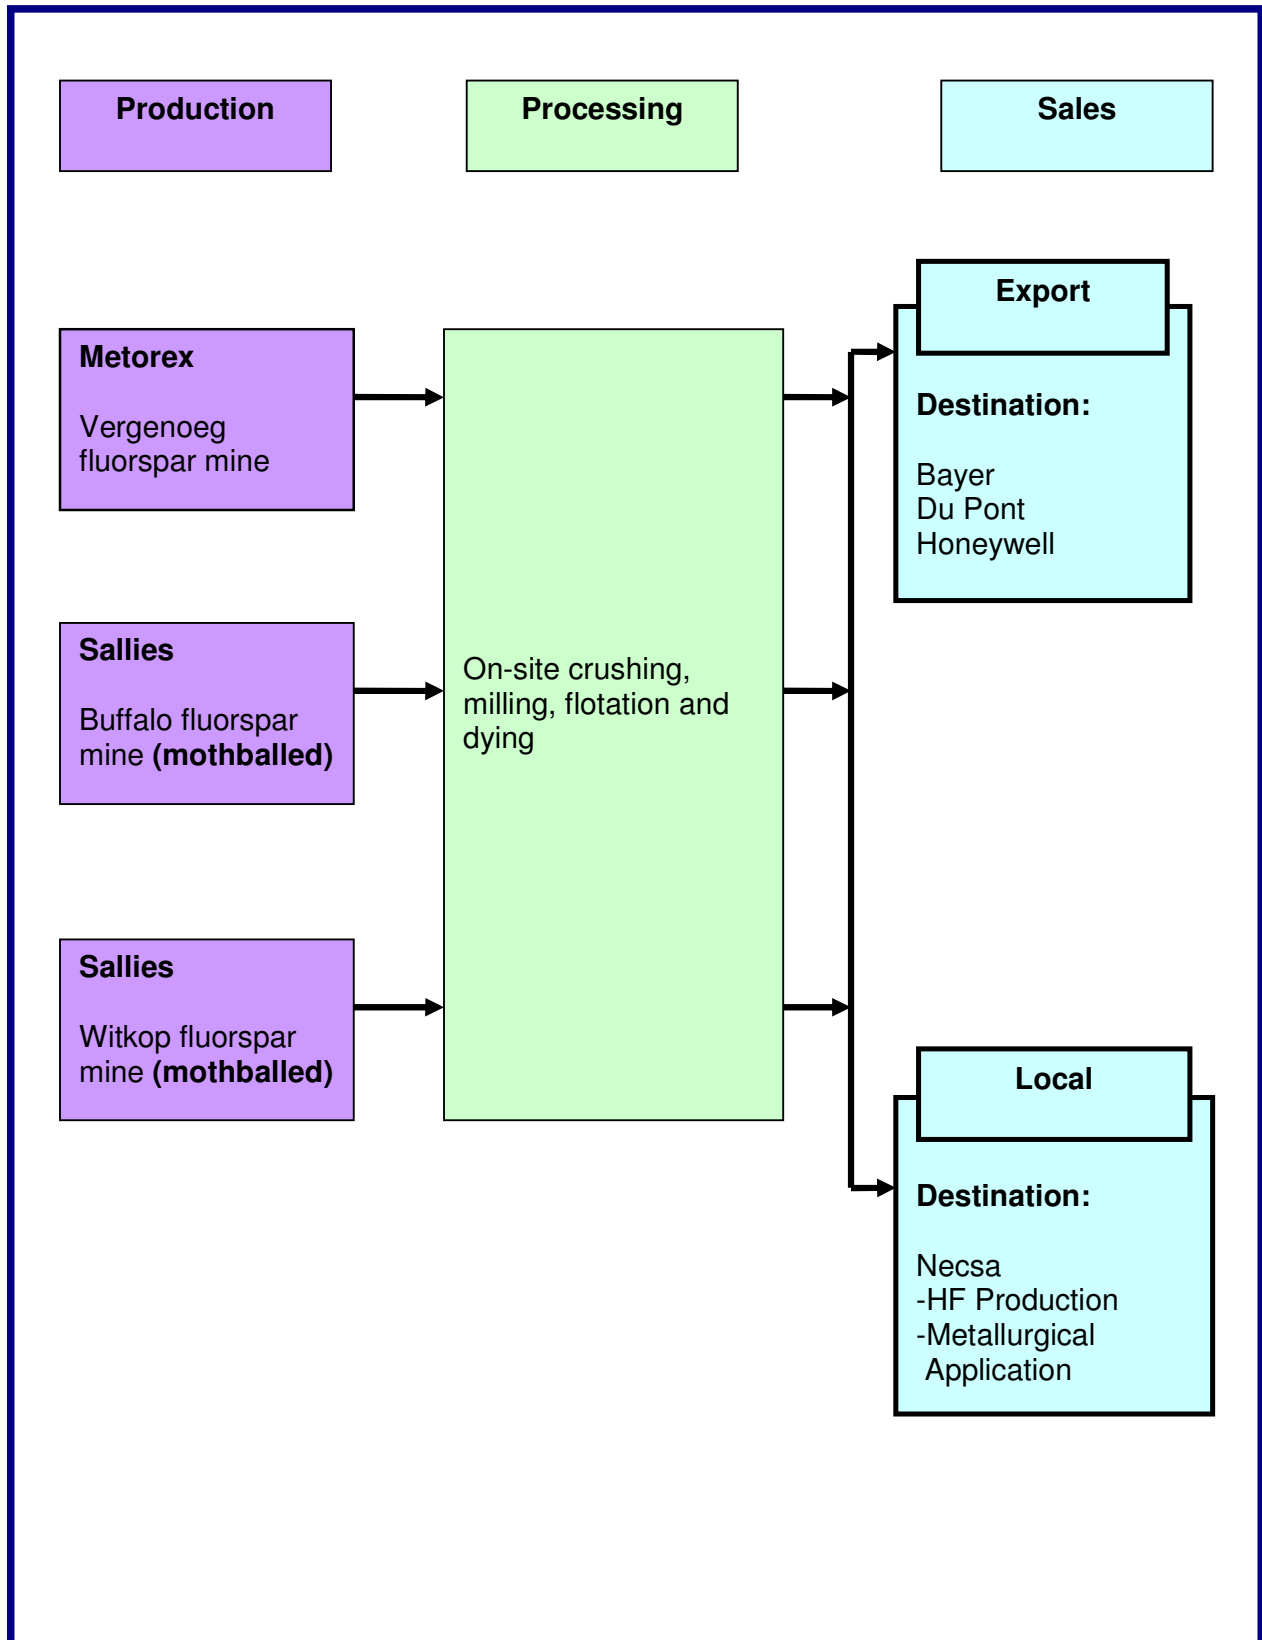 Production
Processing
Sales
Metorex
Vergenoeg
fluorspar mine
Sallies
Buffalo fluorspar
mine (mothballed)
Sallies
Witkop fluorspar
mine (mothballed)
On-site crushing,
milling, flotation and
dying
Export
Destination:
Bayer
Du Pont
Honeywell
Local
Destination:
Necsa
-HF Production
-Metallurgical
Application